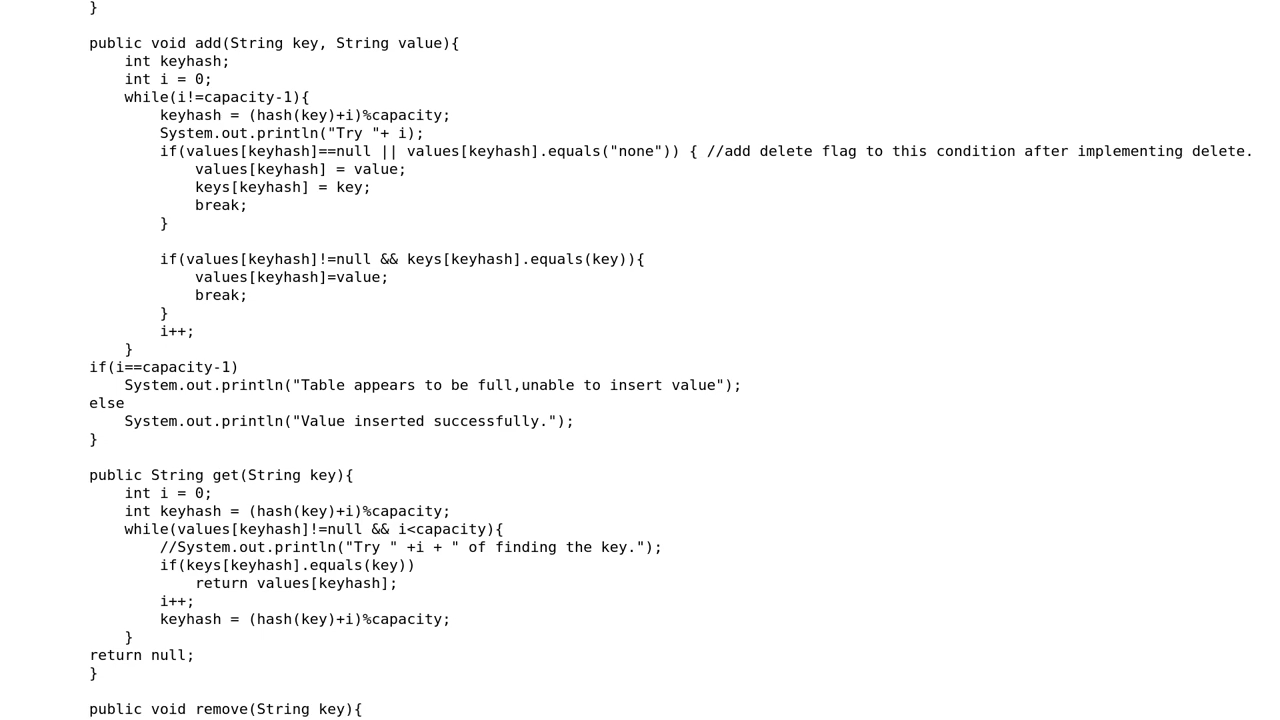 }
public void add(String key, String value){
int keyhash;
int i = 0;
while(i!=capacity-1){
keyhash = (hash(key)+i)%capacity;
System.out.println("Try "+ i);
if(values[keyhash]==null || values[keyhash].equals("none")) { //add delete flag to this condition after implementing delete.
values[keyhash] = value;
keys[keyhash] = key;
break;
}
if(values[keyhash]!=null && keys[keyhash].equals(key)){
values[keyhash]=value;
break;
}
i++;
}
if(i==capacity-1)
System.out.println("Table appears to be full,unable to insert value");
else
System.out.println("Value inserted successfully.");
}
public String get(String key){
int i = 0;
int keyhash = (hash(key)+i)%capacity;
while(values[keyhash]!=null && i<capacity){
//System.out.println("Try " +i + " of finding the key.");
if(keys[keyhash].equals(key))
return values[keyhash];
i++;
keyhash = (hash(key)+i)%capacity;
}
return null;
}
public void remove(String key){